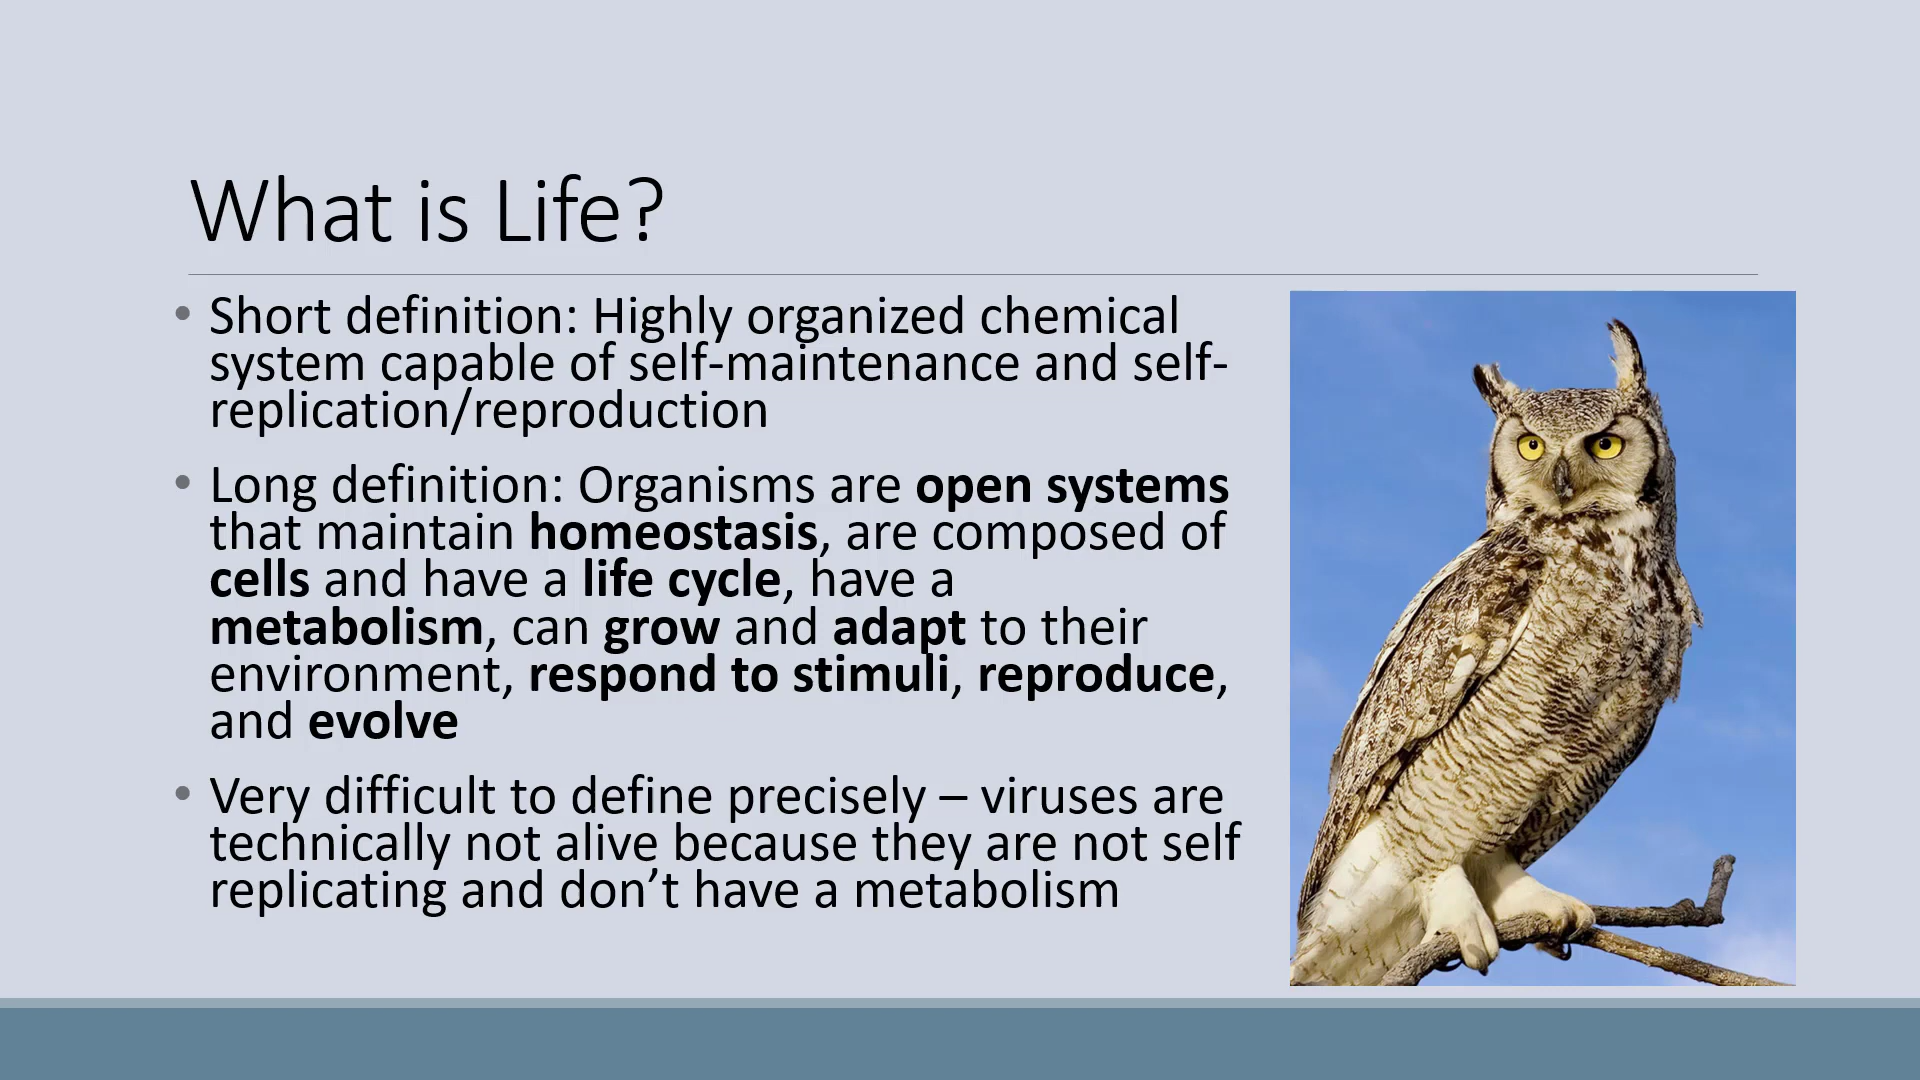 What is Life?
• Short definition: Highly organized chemical
system capable of self-maintenance and self-
replication/reproduction
• Long definition: Organisms are open systems
that maintain homeostasis, are composed of
cells and have a life cycle, have a
metabolism, can grow and adapt to their
environment, respond to stimuli, reproduce,
and evolve
• Very difficult to define precisely – viruses are
technically not alive because they are not self
replicating and don’t have a metabolism